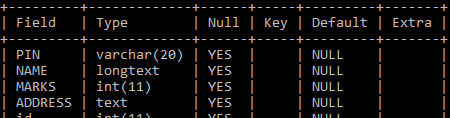 +---------+-------------+------+-----+---------+-------+
| Field   | Type        | Null | Key | Default | Extra |
+---------+-------------+------+-----+---------+-------+
| PIN     | varchar(20) | YES  |     | NULL    |       |
| NAME    | longtext    | YES  |     | NULL    |       |
| MARKS   | int(11)     | YES  |     | NULL    |       |
| ADDRESS | text        | YES  |     | NULL    |       |
| id      | int(11)     | YES  |     | NULL    |       |